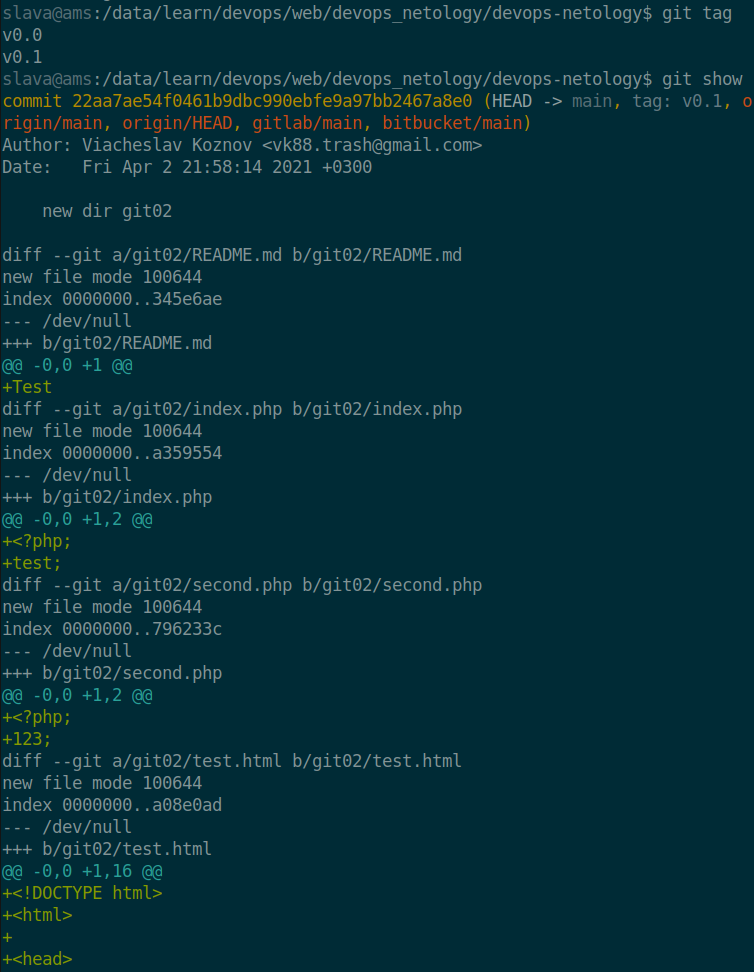 slava@ams:/data/learn/devops/web/devops_netology/devops-netology$ git tag
v0.0
v0.1
slava@ams:/data/learn/devops/web/devops_netology/devops-netology$ git show
commit 22aa7ae54f0461b9dbc990ebfe9a97bb2467a8e0 (HEAD -> main, tag: v0.1, o
rigin/main, origin/HEAD, gitlab/main, bitbucket/main)
Author: Viacheslav Koznov <vk88.trash@gmail.com>
Date:   Fri Apr 2 21:58:14 2021 +0300

    new dir git02

diff --git a/git02/README.md b/git02/README.md
new file mode 100644
index 0000000..345e6ae
--- /dev/null
+++ b/git02/README.md
@@ -0,0 +1 @@
+Test
diff --git a/git02/index.php b/git02/index.php
new file mode 100644
index 0000000..a359554
--- /dev/null
+++ b/git02/index.php
@@ -0,0 +1,2 @@
+<?php;
+test;
diff --git a/git02/second.php b/git02/second.php
new file mode 100644
index 0000000..796233c
--- /dev/null
+++ b/git02/second.php
@@ -0,0 +1,2 @@
+<?php;
+123;
diff --git a/git02/test.html b/git02/test.html
new file mode 100644
index 0000000..a08e0ad
--- /dev/null
+++ b/git02/test.html
@@ -0,0 +1,16 @@
+<!DOCTYPE html>
+<html>
+
+<head>